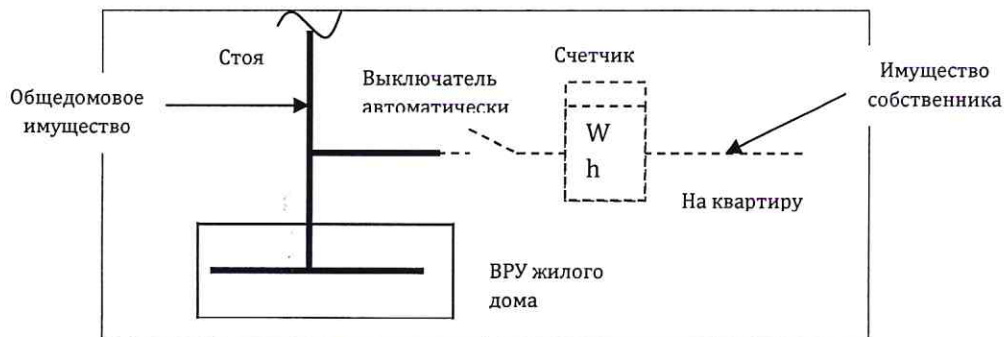 Стоя
Общедомовое
имущество
Выключатель
автоматически
Счетчик
W
h
Имущество
собственника
На квартиру
ВРУ жилого
дома